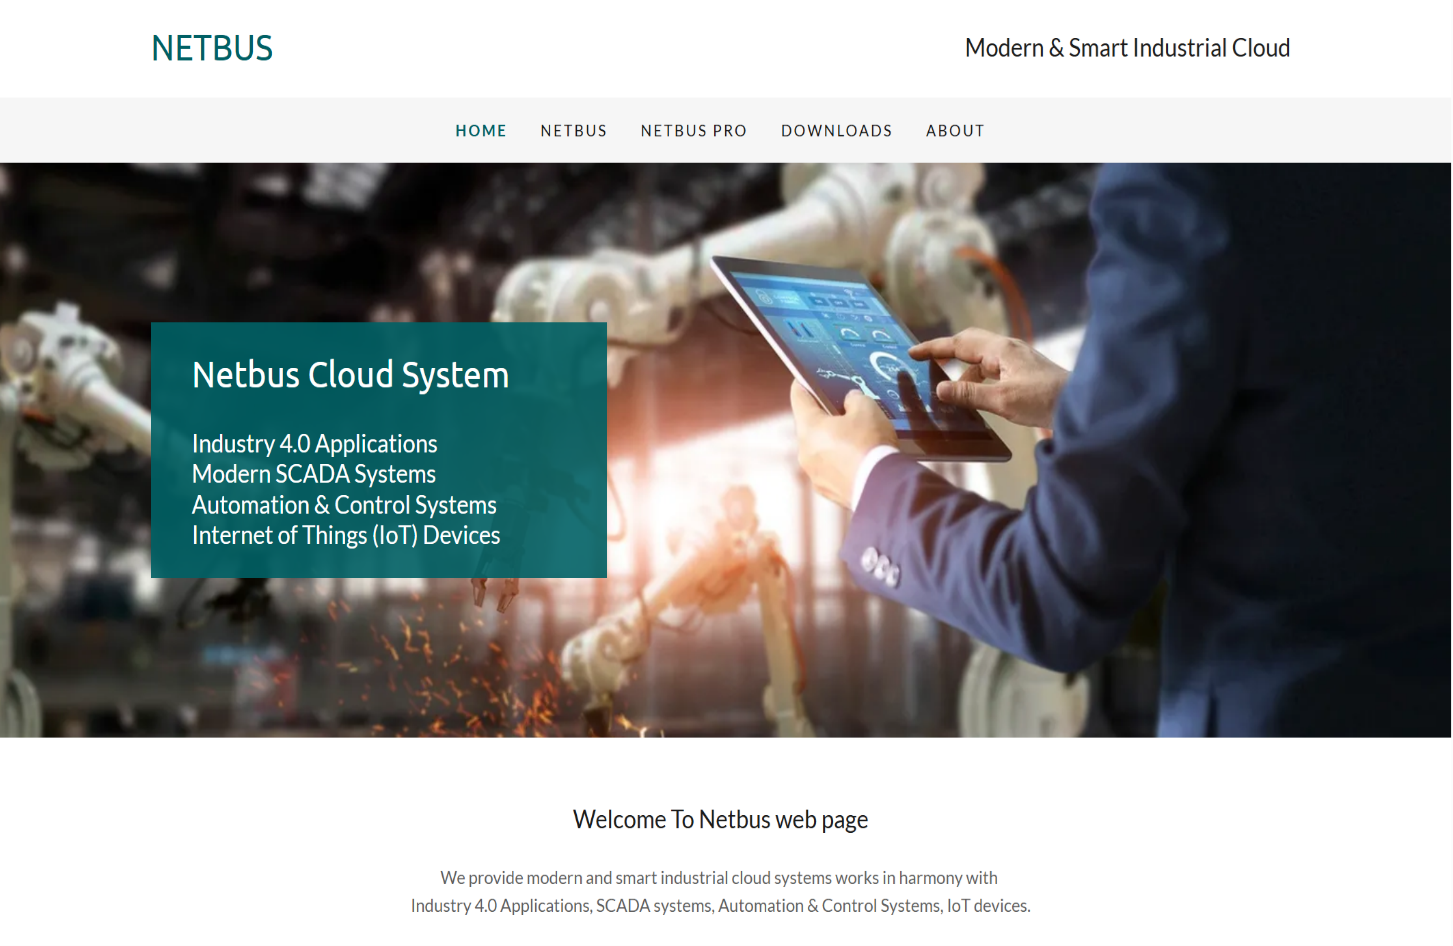 NETBUS
Modern & Smart Industrial Cloud
HOME NETBUS NETBUS PRO DOWNLOADS ABOUT
Netbus Cloud System
Industry 4.0 Applications
Modern SCADA Systems
Automation & Control Systems
Internet of Things (IoT) Devices
Welcome To Netbus web page
We provide modern and smart industrial cloud systems works in harmony with
Industry 4.0 Applications, SCADA systems, Automation & Control Systems, IoT devices.